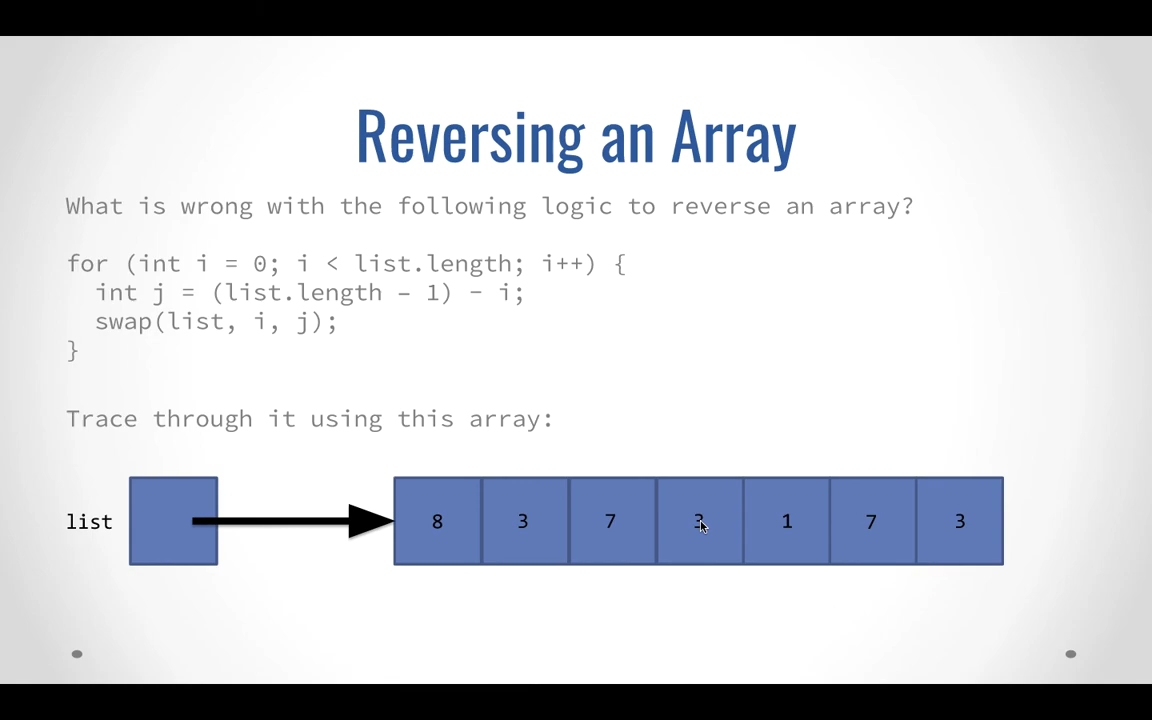 Reversing an Array
What is wrong with the following logic to reverse an array?
for (int i = 0; i < list.length; i++) {
  int j = (list.length – 1) - i;
  swap(list, i, j);
}
Trace through it using this array:
list 8 3 7 3 1 7 3